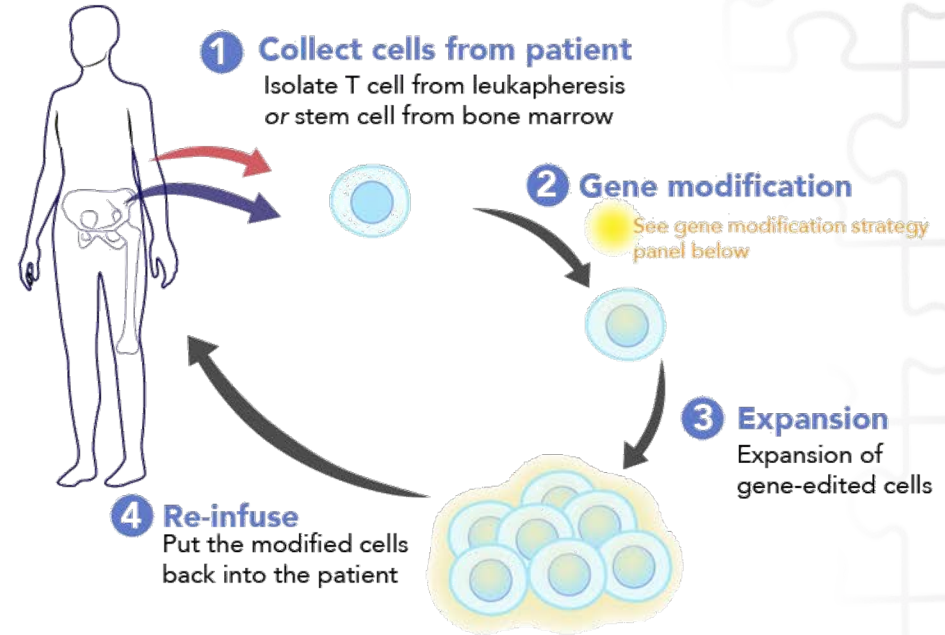 1 Collect cells from patient
Isolate T cell from leukapheresis
or stem cell from bone marrow
2 Gene modification
See gene modification strategy
panel below
3 Expansion
Expansion of
gene-edited cells
4 Re-infuse
Put the modified cells
back into the patient